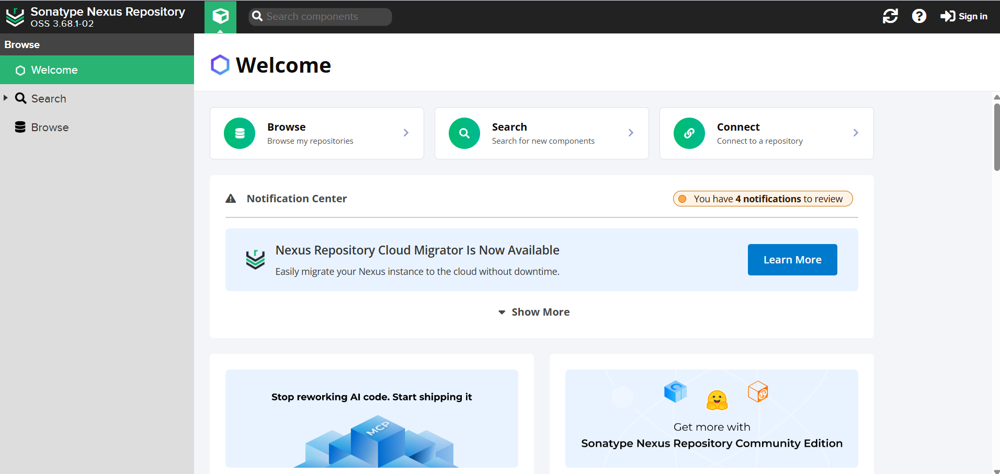 Sonatype Nexus Repository
OSS 3.68.1-02
Search components
Sign in
Browse
Welcome
Search
Browse
Welcome
Browse
Browse my repositories
Search
Search for new components
Connect
Connect to a repository
Notification Center
You have 4 notifications to review
Nexus Repository Cloud Migrator Is Now Available
Easily migrate your Nexus instance to the cloud without downtime.
Learn More
Show More
Stop reworking AI code. Start shipping it
MCP
Get more with
Sonatype Nexus Repository Community Edition